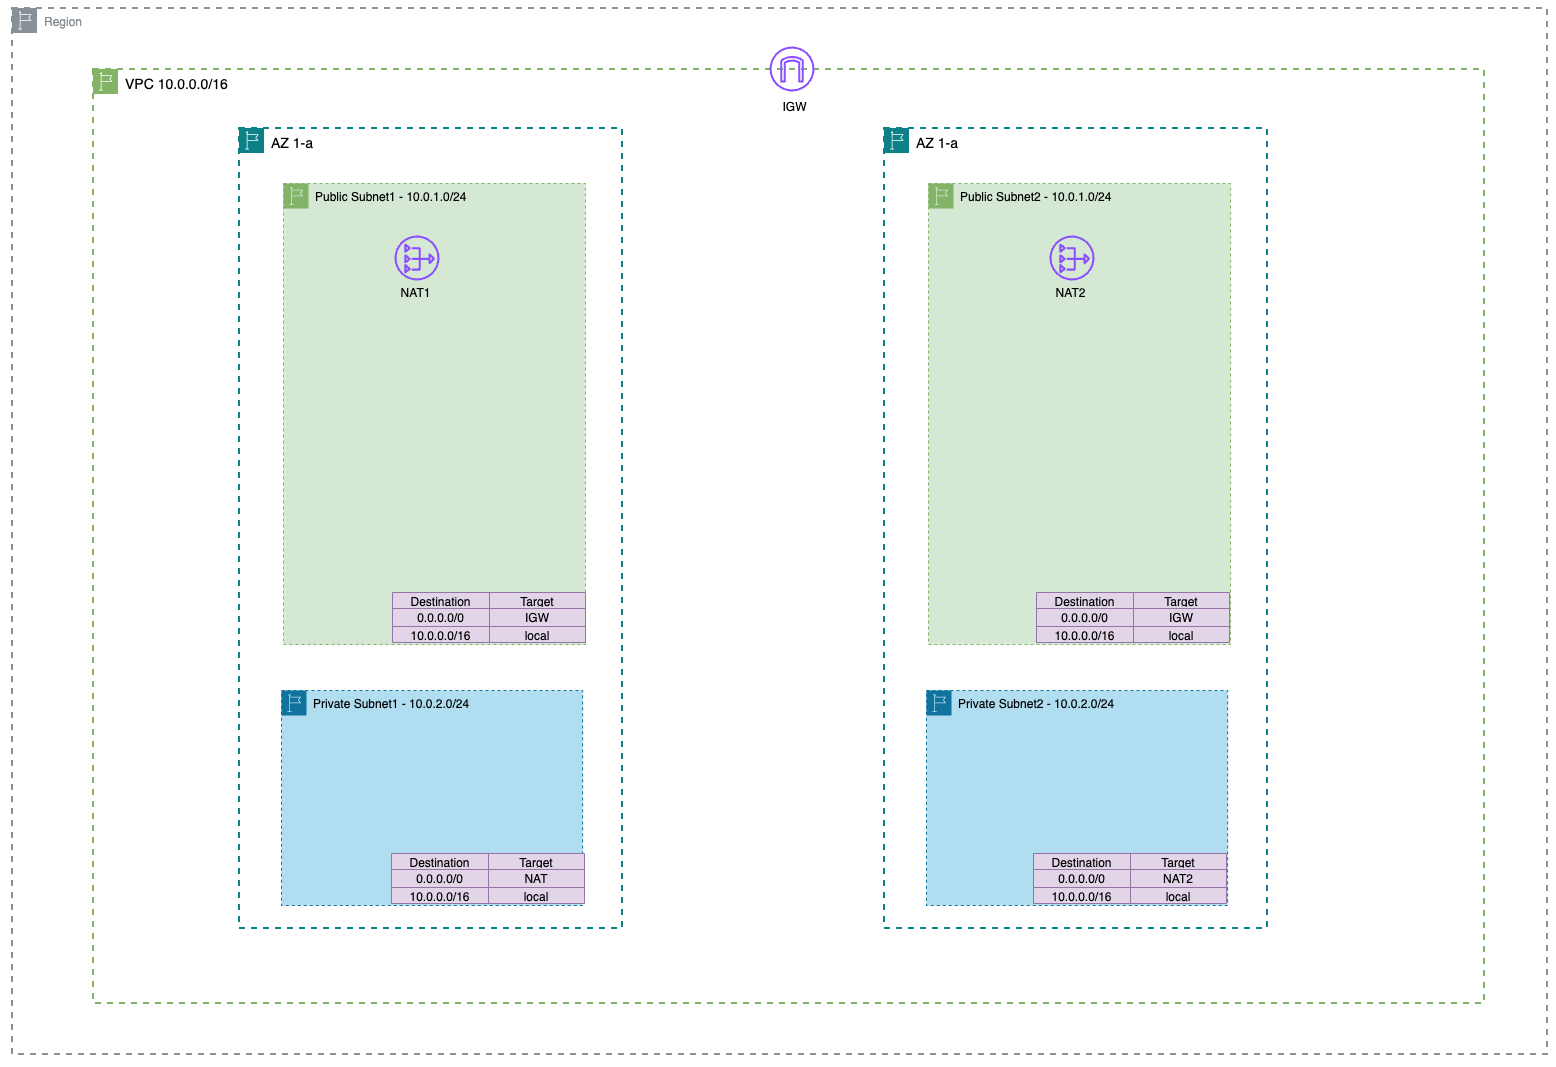 Region
IGW
VPC 10.0.0.0/16
AZ 1-a
Public Subnet1 - 10.0.1.0/24
NAT1
Destination Target
0.0.0.0/0 IGW
10.0.0.0/16 local
Private Subnet1 - 10.0.2.0/24
Destination Target
0.0.0.0/0 NAT
10.0.0.0/16 local
AZ 1-a
Public Subnet2 - 10.0.1.0/24
NAT2
Destination Target
0.0.0.0/0 IGW
10.0.0.0/16 local
Private Subnet2 - 10.0.2.0/24
Destination Target
0.0.0.0/0 NAT2
10.0.0.0/16 local